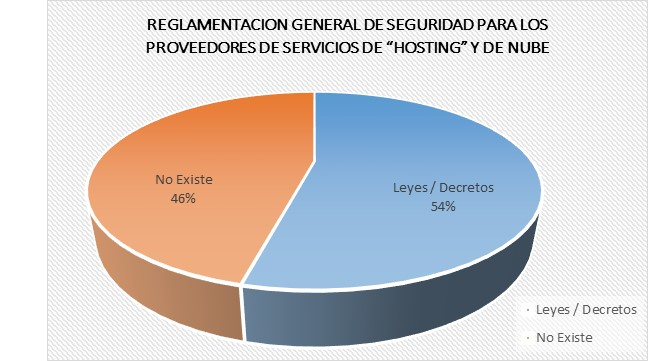 REGLAMENTACION GENERAL DE SEGURIDAD PARA LOS
PROVEEDORES DE SERVICIOS DE “HOSTING” Y DE NUBE
No Existe
46%
Leyes / Decretos
54%
Leyes / Decretos
No Existe